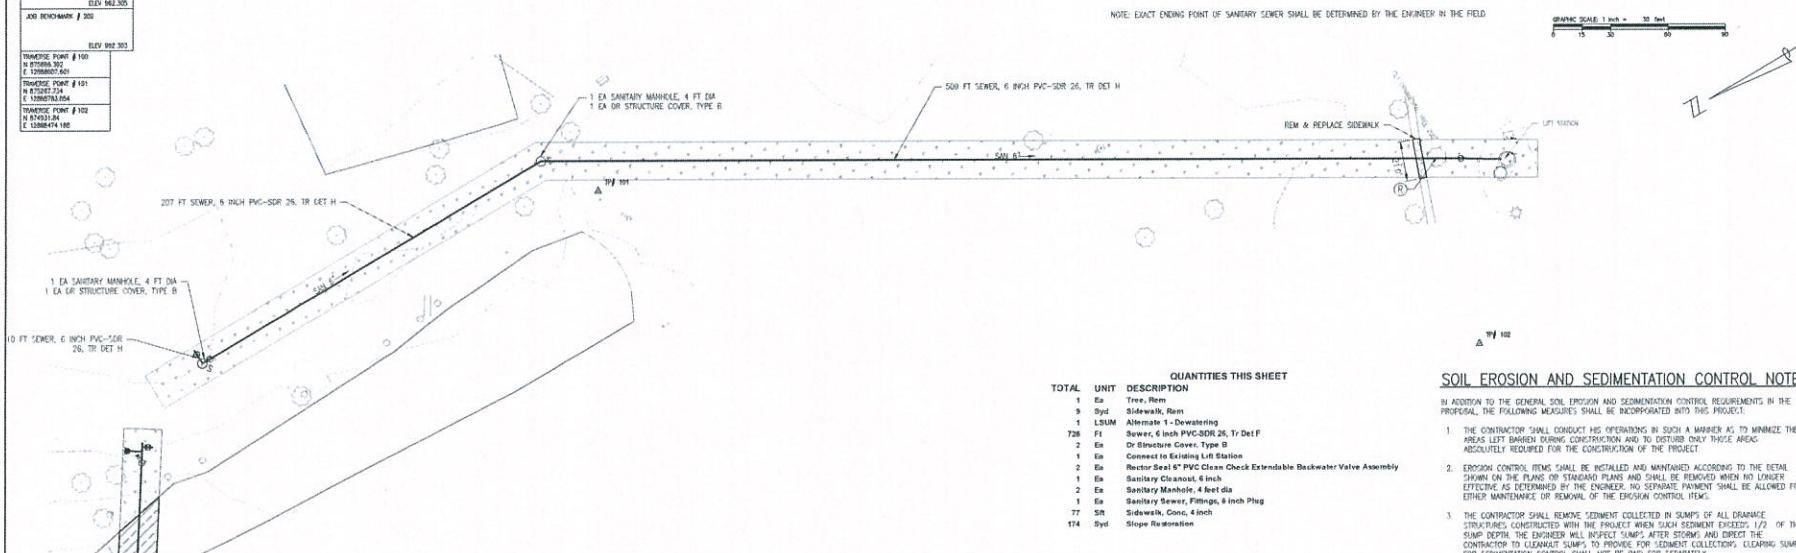 ELEV 982.305
JOB BENCHMARK # 202
ELEV 982.303
TRAVERSE POINT # 100
TRAVERSE POINT # 101
TRAVERSE POINT # 102
NOTE: EXACT ENDING POINT OF SANITARY SEWER SHALL BE DETERMINED BY THE ENGINEER IN THE FIELD
GRAPHIC SCALE: 1 inch = 30 feet
0 15 30 60 90
1 EA SANITARY MANHOLE, 4 FT DIA
1 EA DR STRUCTURE COVER, TYPE B
509 FT SEWER, 6 INCH PVC-SDR 26, TR DET H
REM & REPLACE SIDEWALK
LIFT STATION
SAN 6"
TP# 101
R
207 FT SEWER, 6 INCH PVC-SDR 26, TR DET H
1 EA SANITARY MANHOLE, 4 FT DIA
1 EA DR STRUCTURE COVER, TYPE B
SAN 6"
10 FT SEWER, 6 INCH PVC-SDR
26, TR DET H
S
TP# 102
QUANTITIES THIS SHEET
TOTAL UNIT DESCRIPTION
1 Ea Tree, Rem
9 Syd Sidewalk, Rem
1 LSUM Alternate 1 - Dewatering
726 Ft Sewer, 6 inch PVC-SDR 26, Tr Det F
2 Ea Dr Structure Cover, Type B
1 Ea Connect to Existing Lift Station
2 Ea Rector Seal 6" PVC Clean Check Extendable Backwater Valve Assembly
1 Ea Sanitary Cleanout, 6 inch
2 Ea Sanitary Manhole, 4 feet dia
1 Ea Sanitary Sewer, Fittings, 6 inch Plug
77 Sft Sidewalk, Conc, 4 inch
174 Syd Slope Restoration
SOIL EROSION AND SEDIMENTATION CONTROL NOTE
IN ADDITION TO THE GENERAL SOIL EROSION AND SEDIMENTATION CONTROL REQUIREMENTS IN THE
PROPOSAL, THE FOLLOWING MEASURES SHALL BE INCORPORATED INTO THIS PROJECT:
1. THE CONTRACTOR SHALL CONDUCT HIS OPERATIONS IN SUCH A MANNER AS TO MINIMIZE THE
AREAS LEFT BARREN DURING CONSTRUCTION AND TO DISTURB ONLY THOSE AREAS
ABSOLUTELY REQUIRED FOR THE CONSTRUCTION OF THE PROJECT.
2. EROSION CONTROL ITEMS SHALL BE INSTALLED AND MAINTAINED ACCORDING TO THE DETAIL
SHOWN ON THE PLANS OR STANDARD PLANS AND SHALL BE REMOVED WHEN NO LONGER
EFFECTIVE AS DETERMINED BY THE ENGINEER. NO SEPARATE PAYMENT SHALL BE ALLOWED FO
EITHER MAINTENANCE OR REMOVAL OF THE EROSION CONTROL ITEMS.
3. THE CONTRACTOR SHALL REMOVE SEDIMENT COLLECTED IN SUMPS OF ALL DRAINAGE
STRUCTURES CONSTRUCTED WITH THE PROJECT WHEN SUCH SEDIMENT EXCEEDS 1/2 OF TH
SUMP DEPTH. THE ENGINEER WILL INSPECT SUMPS AFTER STORMS AND DIRECT THE
CONTRACTOR TO CLEANOUT SUMPS TO PROVIDE FOR SEDIMENT COLLECTIONS. CLEANING SUMP